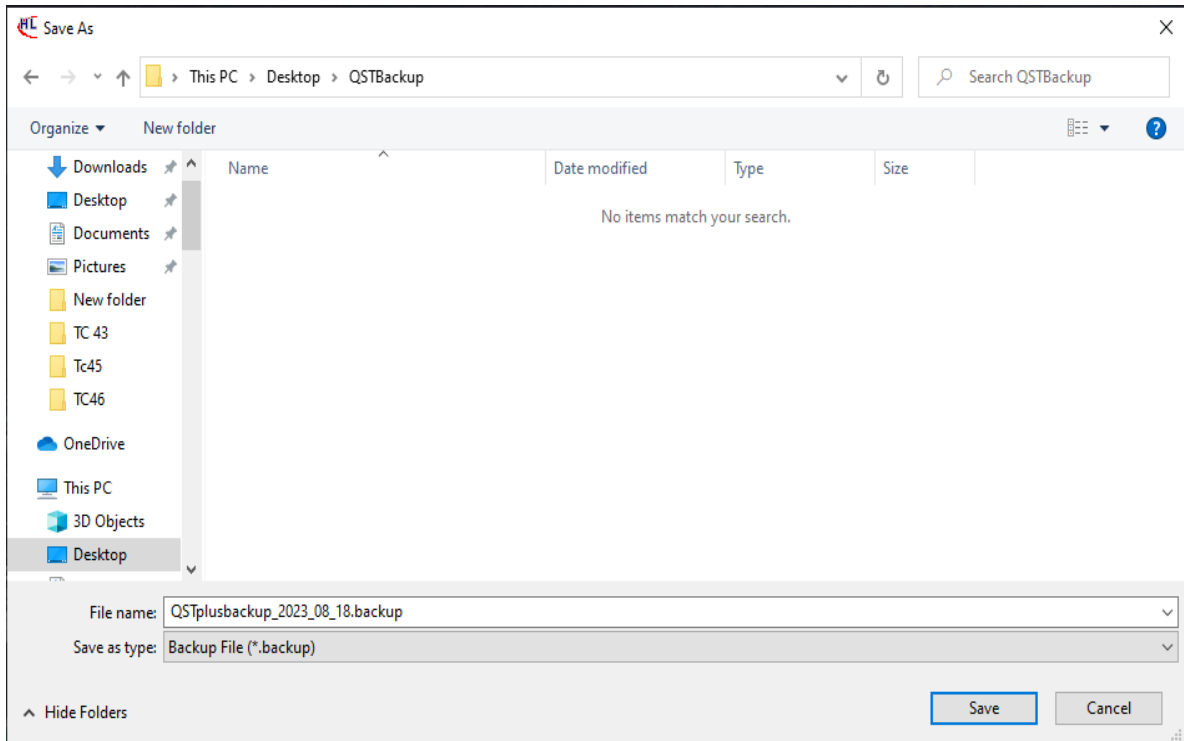 HL Save As
This PC > Desktop > QSTBackup
Search QSTBackup
Organize New folder
?
Name Date modified Type Size
No items match your search.
Downloads
Desktop
Documents
Pictures
New folder
TC 43
Tc45
TC46
OneDrive
This PC
3D Objects
Desktop
File name: QSTplusbackup_2023_08_18.backup
Save as type: Backup File (*.backup)
Hide Folders
Save Cancel